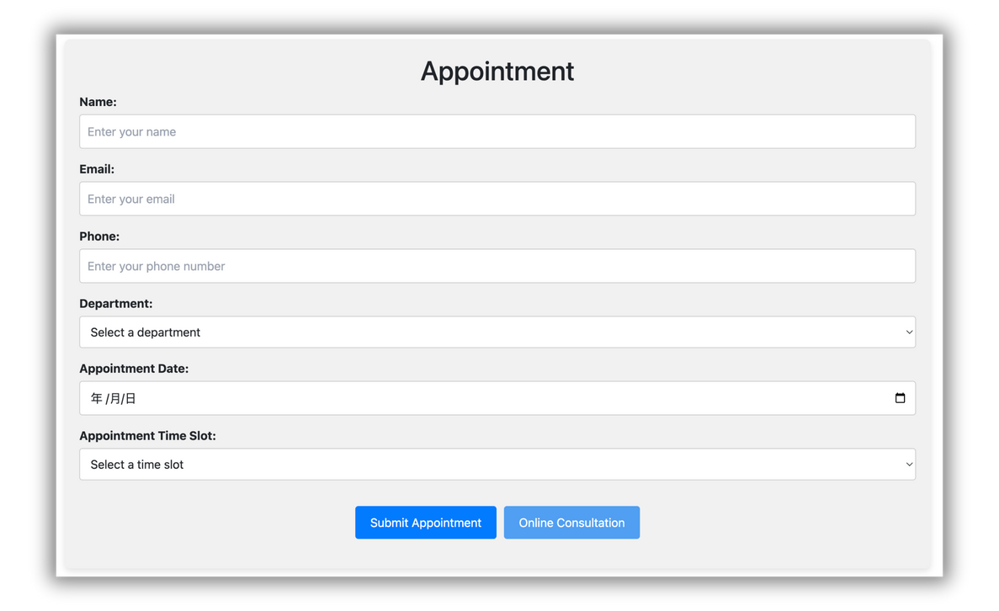 Appointment
Name:
Enter your name
Email:
Enter your email
Phone:
Enter your phone number
Department:
Select a department
Appointment Date:
年 /月/日
Appointment Time Slot:
Select a time slot
Submit Appointment
Online Consultation